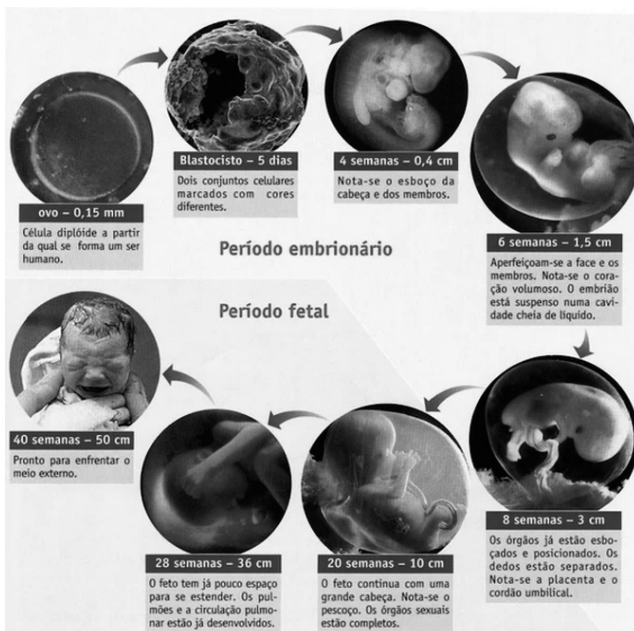 ovo – 0,15 mm
Célula diplóide a partir
da qual se forma um ser
humano.
Blastocisto – 5 dias
Dois conjuntos celulares
marcados com cores
diferentes.
4 semanas – 0,4 cm
Nota-se o esboço da
cabeça e dos membros.
6 semanas – 1,5 cm
Aperfeiçoam-se a face e os
membros. Nota-se o cora-
ção volumoso. O embrião
está suspenso numa cavi-
dade cheia de líquido.
Período embrionário
Período fetal
8 semanas – 3 cm
Os órgãos já estão esbo-
çados e posicionados. Os
dedos estão separados.
Nota-se a placenta e o
cordão umbilical.
20 semanas – 10 cm
O feto continua com uma
grande cabeça. Nota-se o
pescoço. Os órgãos sexuais
estão completos.
28 semanas – 36 cm
O feto tem já pouco espaço
para se estender. Os pul-
mões e a circulação pulmo-
nar estão já desenvolvidos.
40 semanas – 50 cm
Pronto para enfrentar o
meio externo.